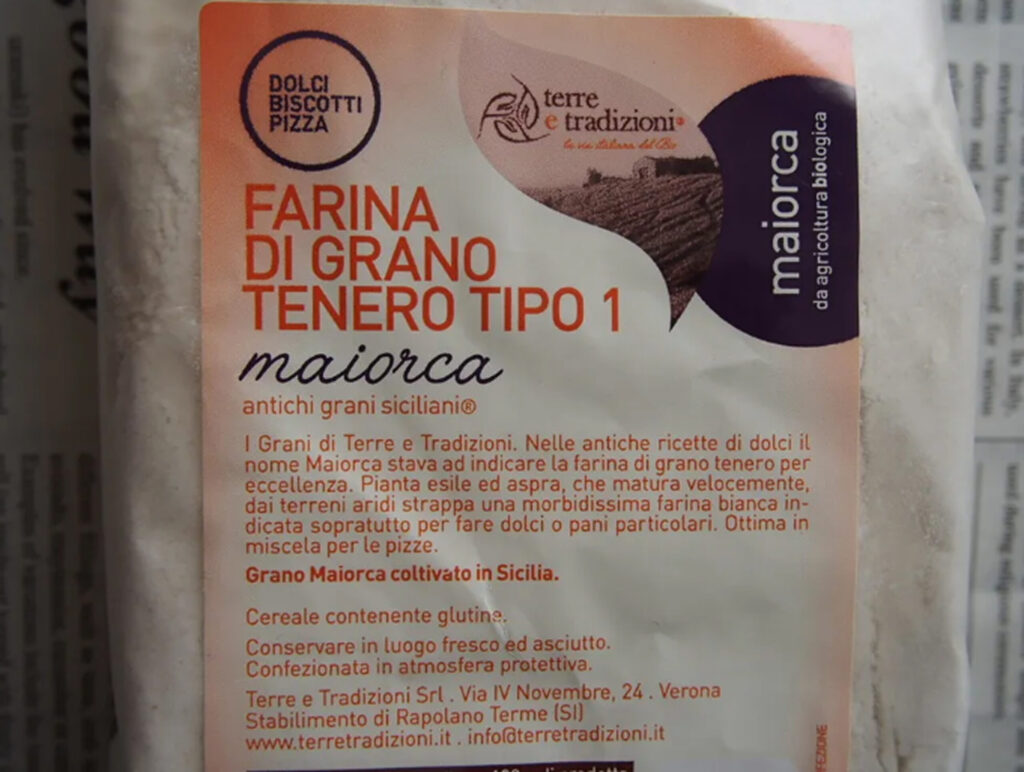 DOLCI
BISCOTTI
PIZZA
terre
e tradizioni
la via italiana del Bio
maiorca
da agricoltura biologica
FARINA
DI GRANO
TENERO TIPO 1
maiorca
antichi grani siciliani®
I Grani di Terre e Tradizioni. Nelle antiche ricette di dolci il
nome Maiorca stava ad indicare la farina di grano tenero per
eccellenza. Pianta esile ed aspra, che matura velocemente,
dai terreni aridi strappa una morbidissima farina bianca in-
dicata sopratutto per fare dolci o pani particolari. Ottima in
miscela per le pizze.
Grano Maiorca coltivato in Sicilia.
Cereale contenente glutine.
Conservare in luogo fresco ed asciutto.
Confezionata in atmosfera protettiva.
Terre e Tradizioni Srl . Via IV Novembre, 24 . Verona
Stabilimento di Rapolano Terme (SI)
www.terretradizioni.it . info@terretradizioni.it